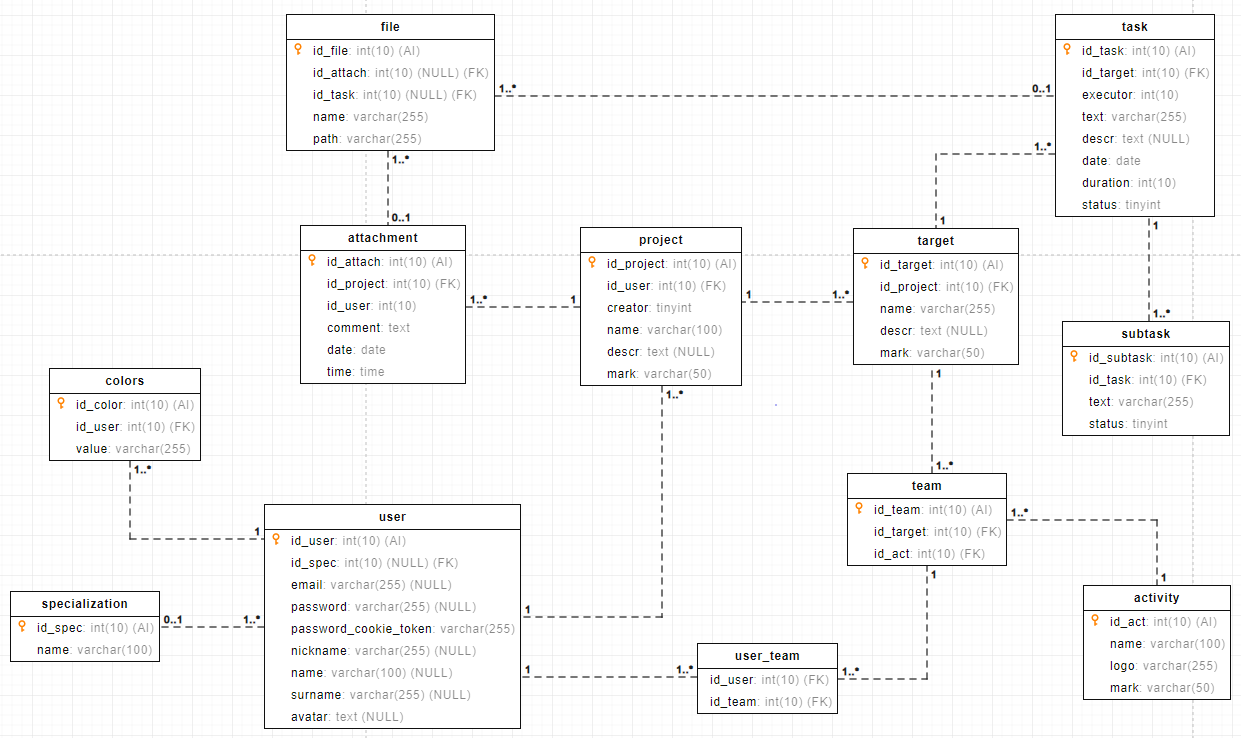 file
id_file: int(10) (AI)
id_attach: int(10) (NULL) (FK)
id_task: int(10) (NULL) (FK)
name: varchar(255)
path: varchar(255)
1..*
0..1
1..*
0..1
task
id_task: int(10) (AI)
id_target: int(10) (FK)
executor: int(10)
text: varchar(255)
descr: text (NULL)
date: date
duration: int(10)
status: tinyint
1..*
1
1
1..*
attachment
id_attach: int(10) (AI)
id_project: int(10) (FK)
id_user: int(10)
comment: text
date: date
time: time
1..*
1
project
id_project: int(10) (AI)
id_user: int(10) (FK)
creator: tinyint
name: varchar(100)
descr: text (NULL)
mark: varchar(50)
1
1..*
1..*
target
id_target: int(10) (AI)
id_project: int(10) (FK)
name: varchar(255)
descr: text (NULL)
mark: varchar(50)
1
1..*
subtask
id_subtask: int(10) (AI)
id_task: int(10) (FK)
text: varchar(255)
status: tinyint
colors
id_color: int(10) (AI)
id_user: int(10) (FK)
value: varchar(255)
1..*
1
team
id_team: int(10) (AI)
id_target: int(10) (FK)
id_act: int(10) (FK)
1..*
1
1
user
id_user: int(10) (AI)
id_spec: int(10) (NULL) (FK)
email: varchar(255) (NULL)
password: varchar(255) (NULL)
password_cookie_token: varchar(255)
nickname: varchar(255) (NULL)
name: varchar(100) (NULL)
surname: varchar(255) (NULL)
avatar: text (NULL)
1
1
1..*
1..*
specialization
id_spec: int(10) (AI)
name: varchar(100)
0..1
1..*
user_team
id_user: int(10) (FK)
id_team: int(10) (FK)
activity
id_act: int(10) (AI)
name: varchar(100)
logo: varchar(255)
mark: varchar(50)